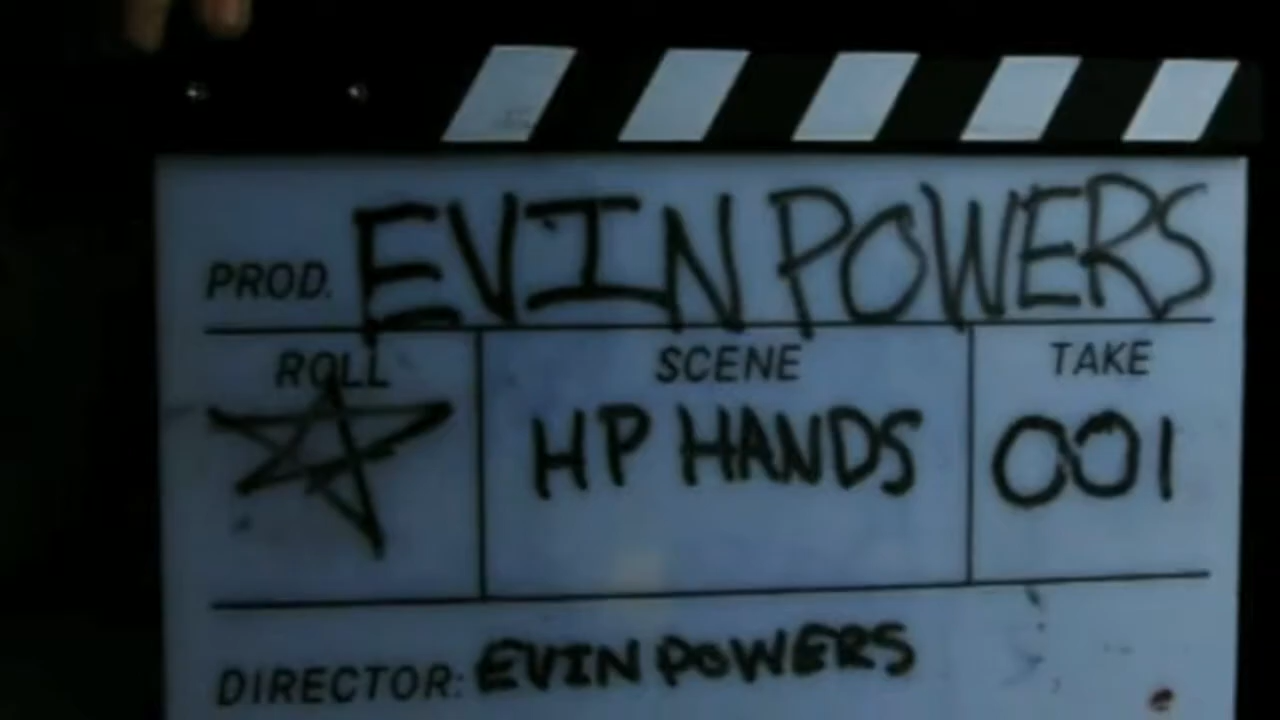 PROD. EVIN POWERS
ROLL SCENE TAKE
HP HANDS 001
DIRECTOR: EVIN POWERS